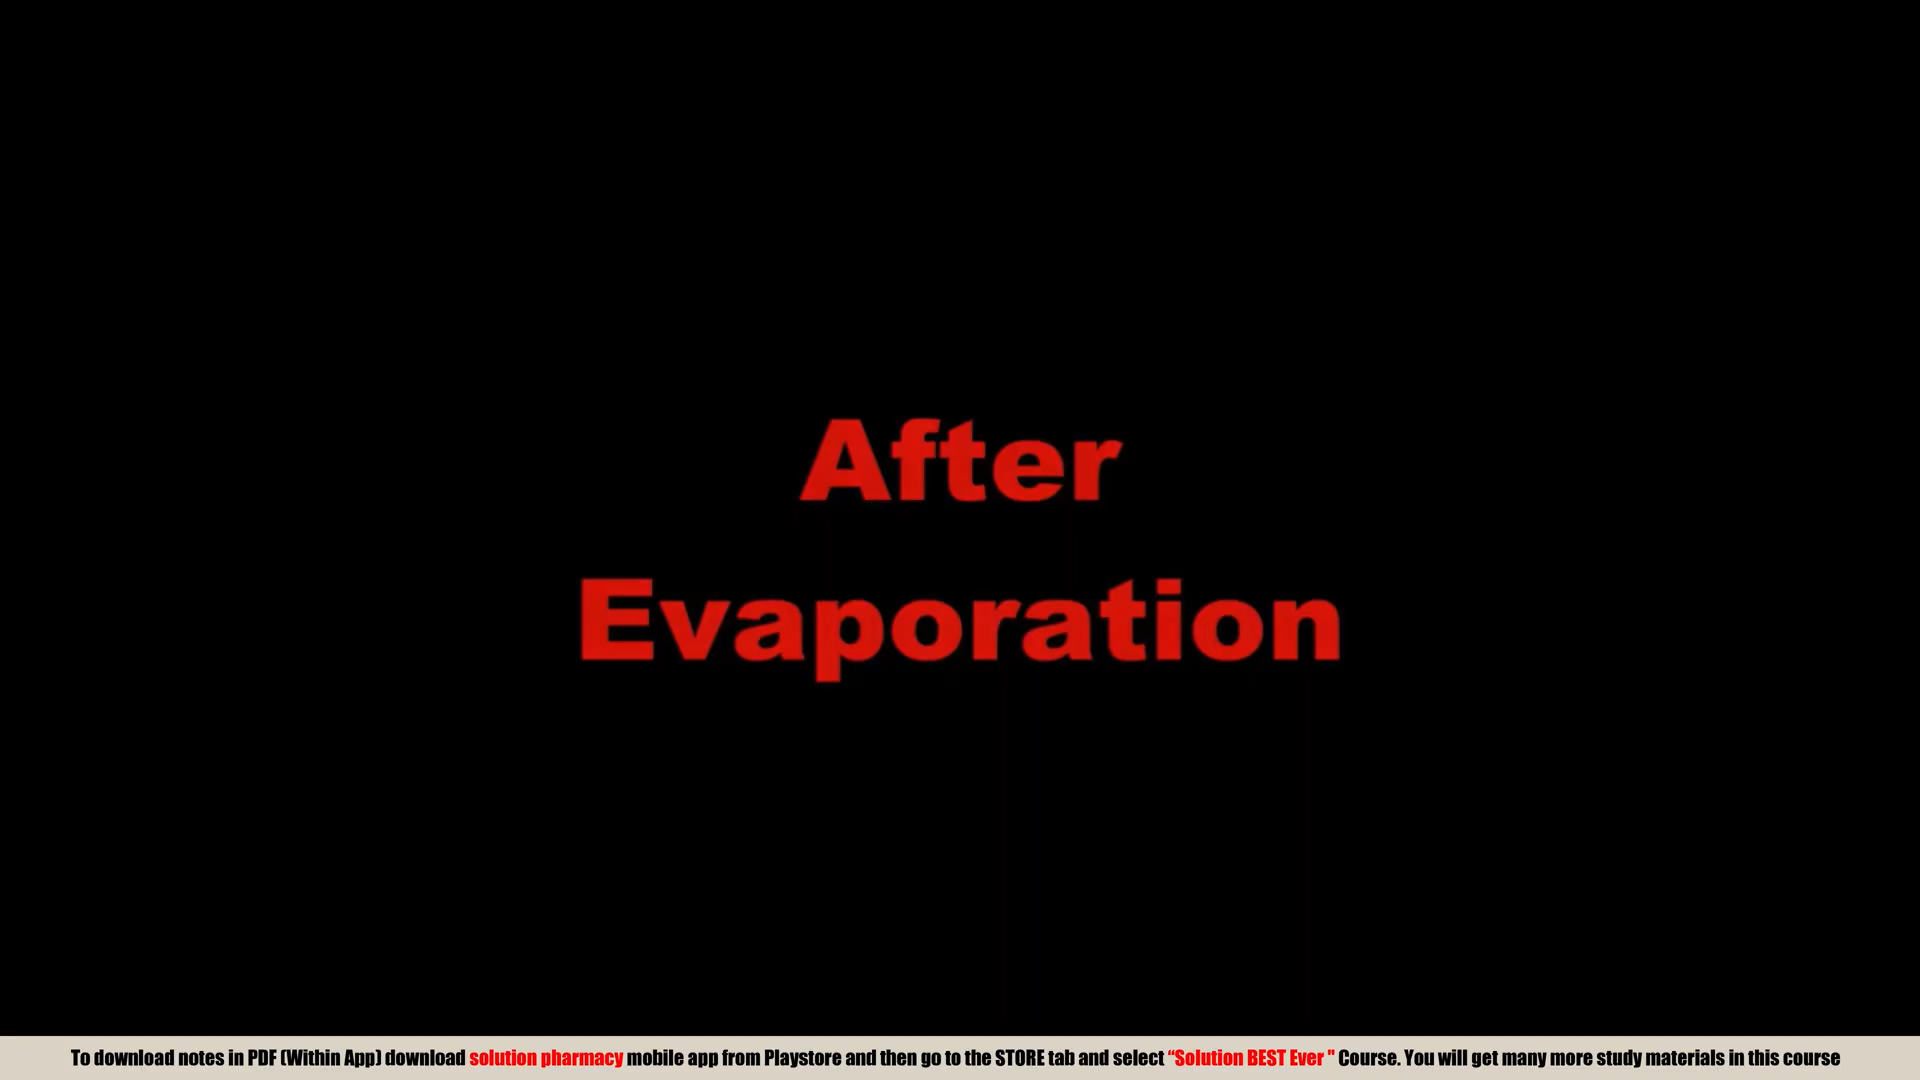 After
Evaporation
To download notes in PDF (Within App) download solution pharmacy mobile app from Playstore and then go to the STORE tab and select “Solution BEST Ever " Course. You will get many more study materials in this course